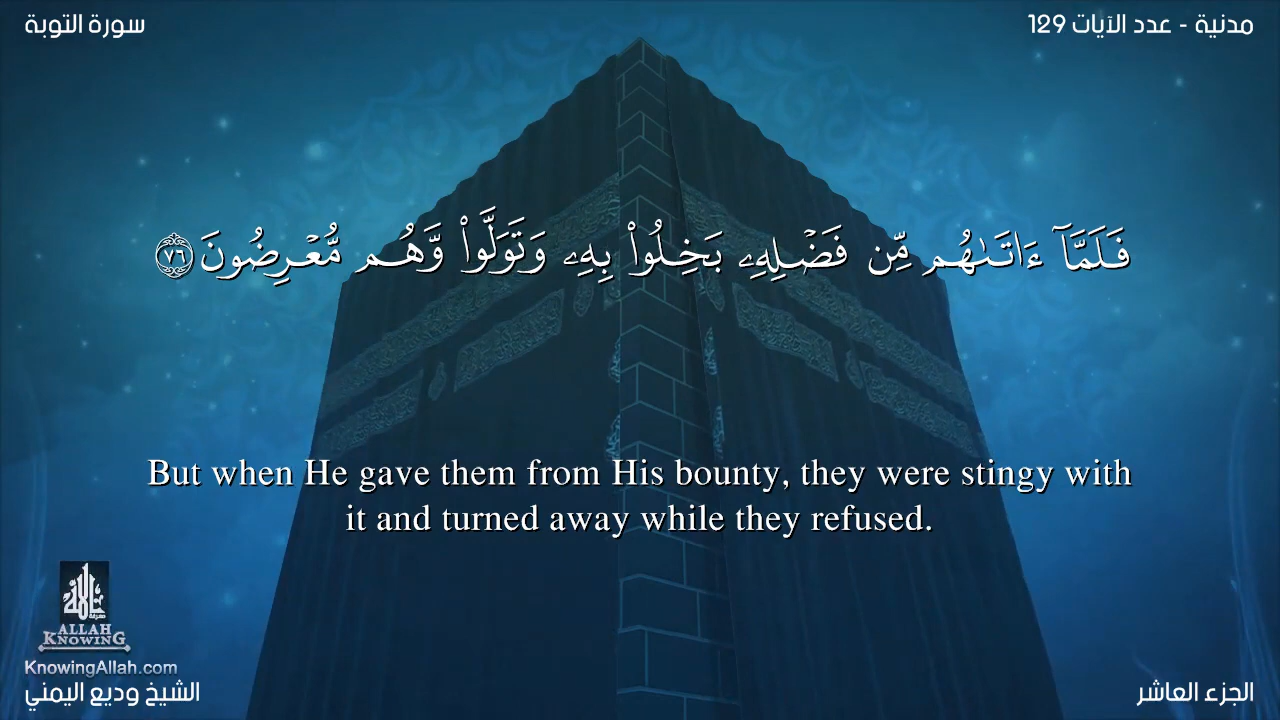 سورة التوبة
مدنية - عدد الآيات 129
فَلَمَّآ ءَاتَىٰهُم مِّن فَضْلِهِۦ بَخِلُوا۟ بِهِۦ وَتَوَلَّوا۟ وَّهُم مُّعْرِضُونَ ٧٦
But when He gave them from His bounty, they were stingy with
it and turned away while they refused.
ALLAH
KNOWING
KnowingAllah.com
الشيخ وديع اليمني
الجزء العاشر